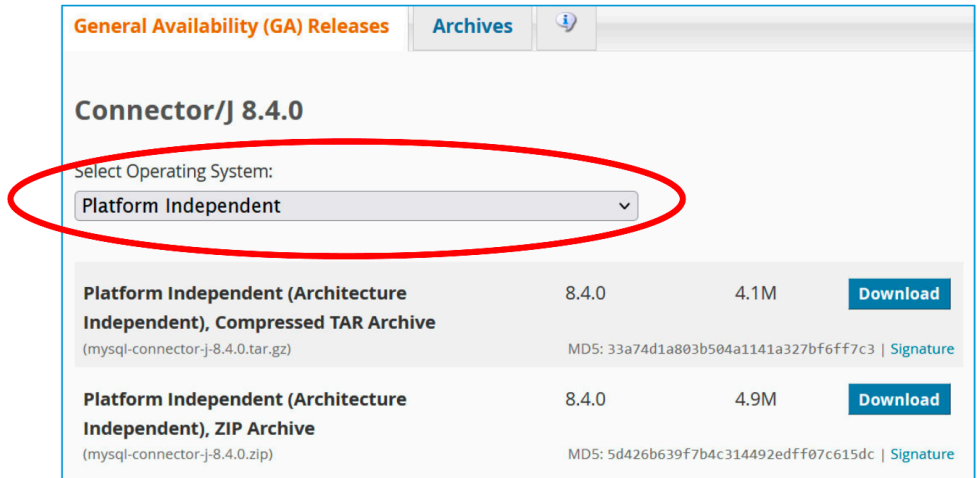 General Availability (GA) Releases
Archives
Connector/J 8.4.0
Select Operating System:
Platform Independent
Platform Independent (Architecture
Independent), Compressed TAR Archive
8.4.0
4.1M
Download
(mysql-connector-j-8.4.0.tar.gz)
MD5: 33a74d1a803b504a1141a327bf6ff7c3 | Signature
Platform Independent (Architecture
Independent), ZIP Archive
8.4.0
4.9M
Download
(mysql-connector-j-8.4.0.zip)
MD5: 5d426b639f7b4c314492edff07c615dc | Signature